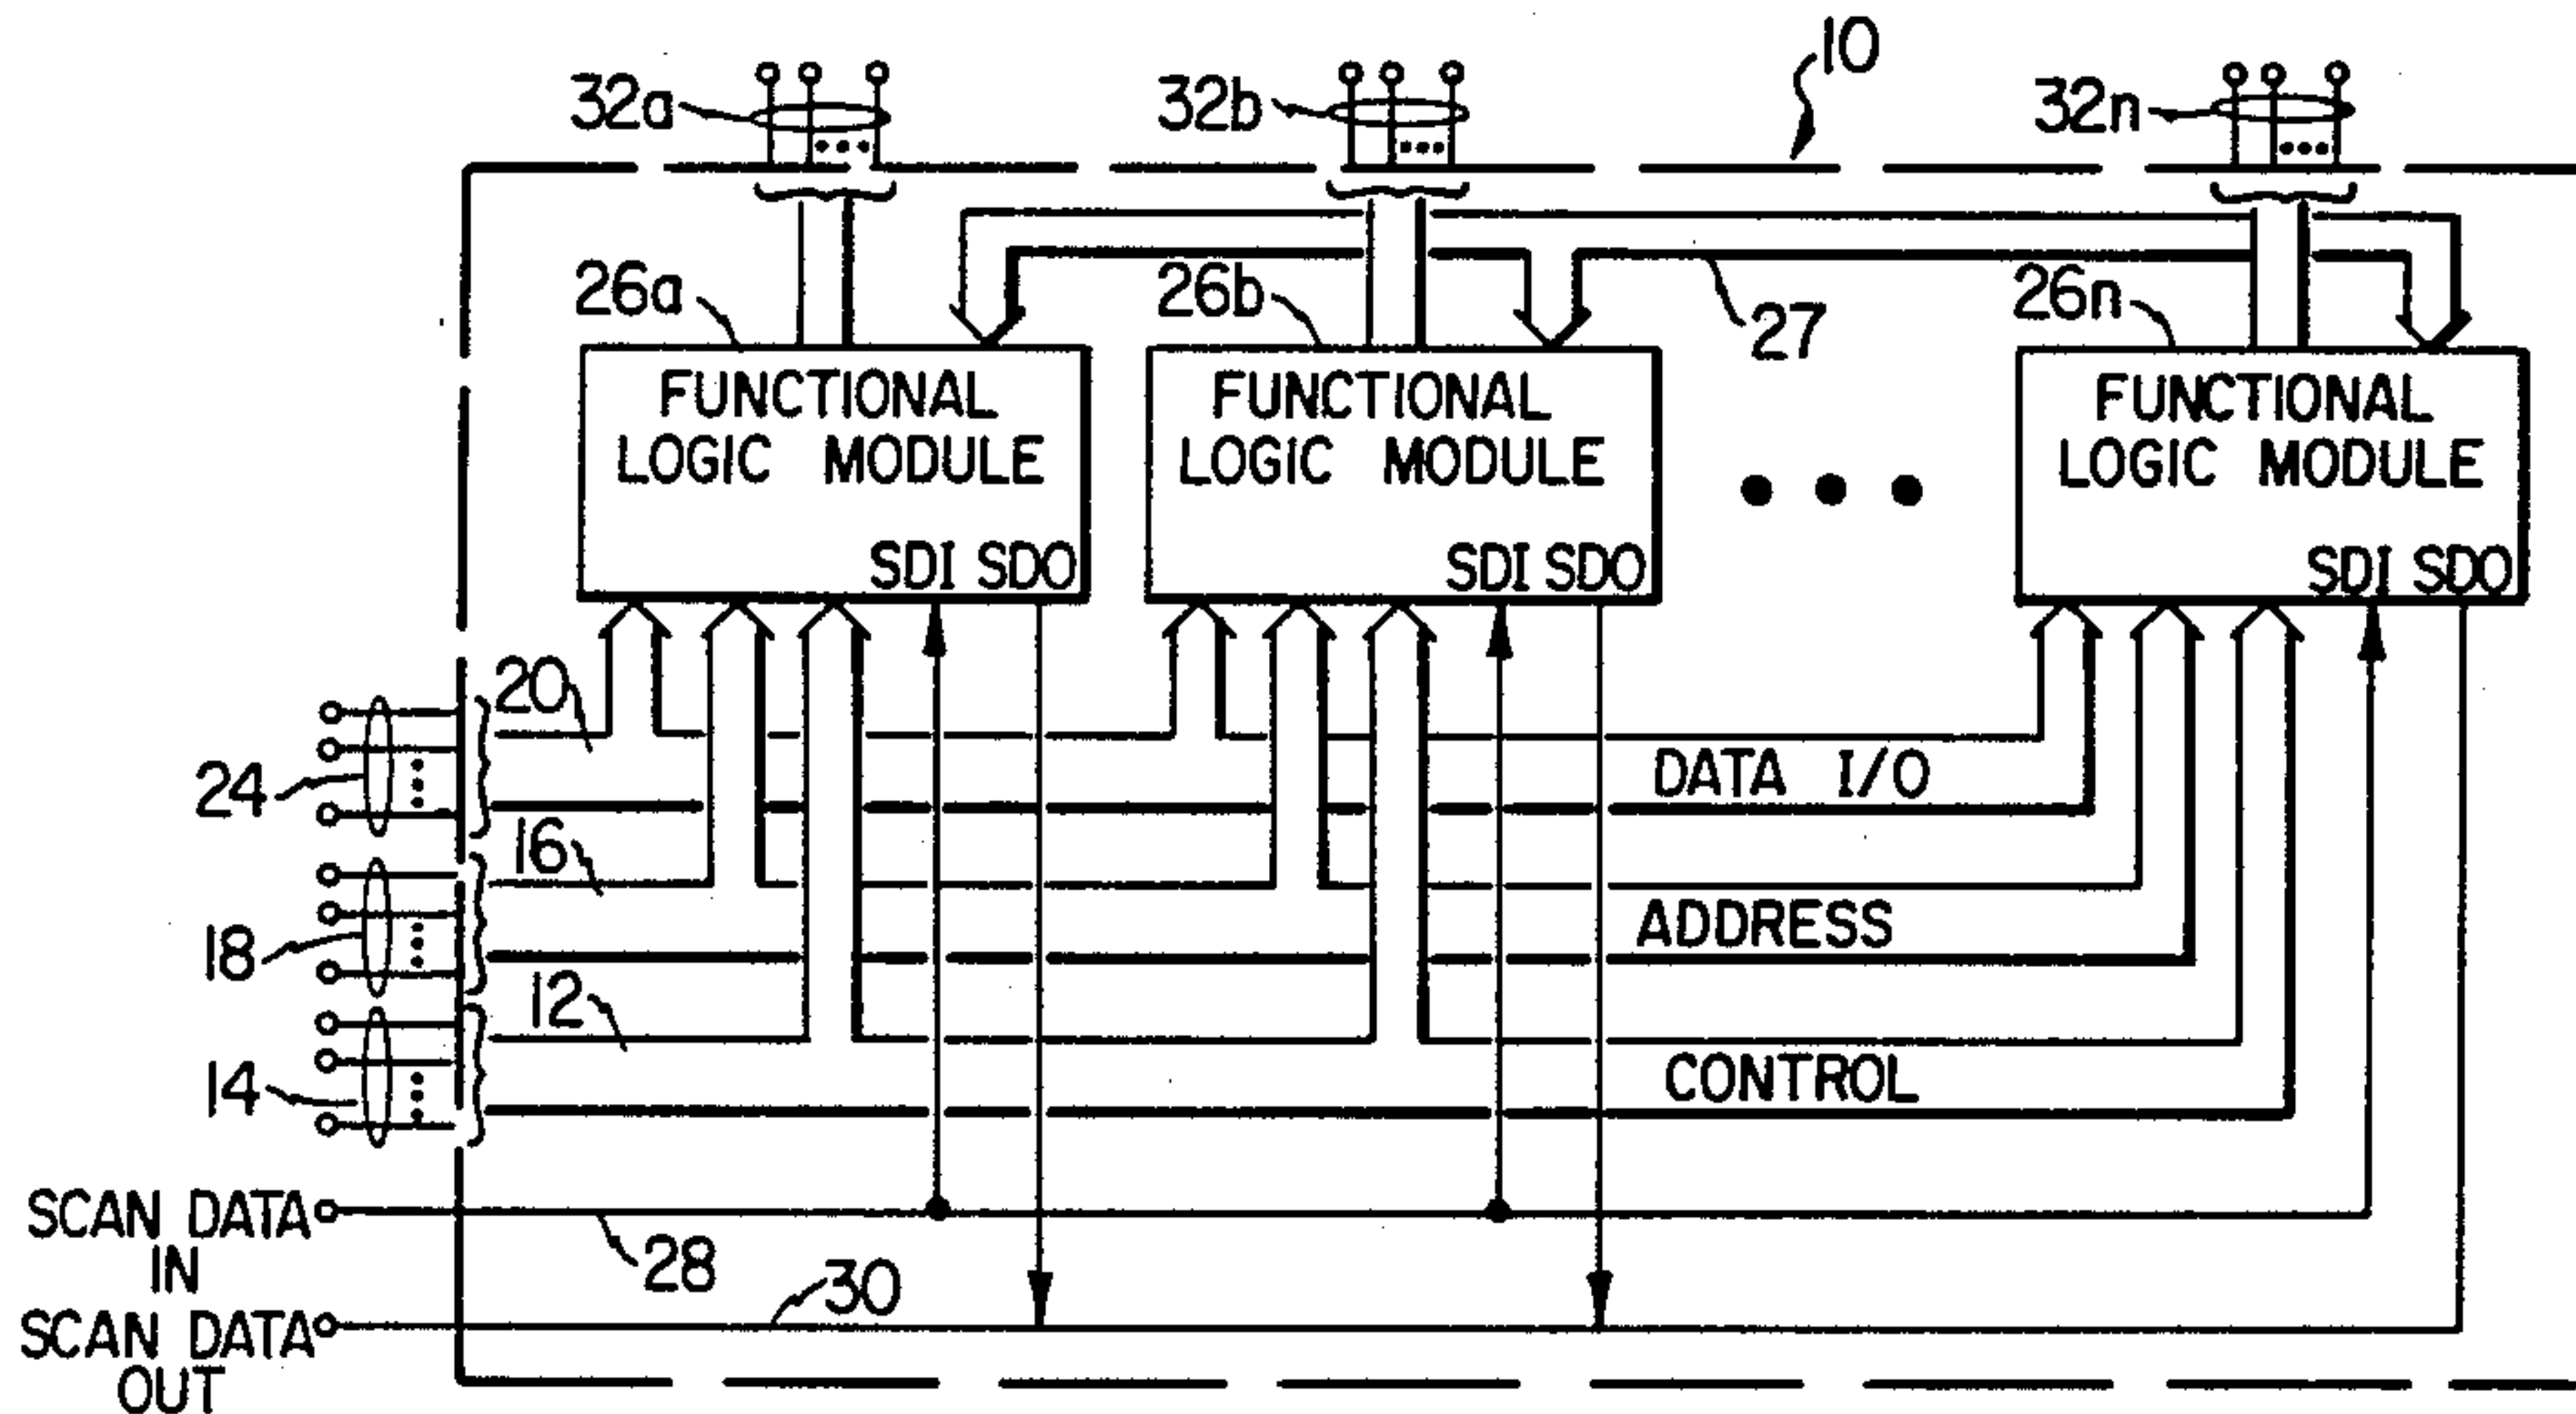 10
32a
32b
32n
26a
26b
27
26n
FUNCTIONAL
LOGIC MODULE
SDI SDO
FUNCTIONAL
LOGIC MODULE
SDI SDO
FUNCTIONAL
LOGIC MODULE
SDI SDO
20
24
DATA I/O
16
18
ADDRESS
12
14
CONTROL
SCAN DATA
IN
28
30
SCAN DATA
OUT